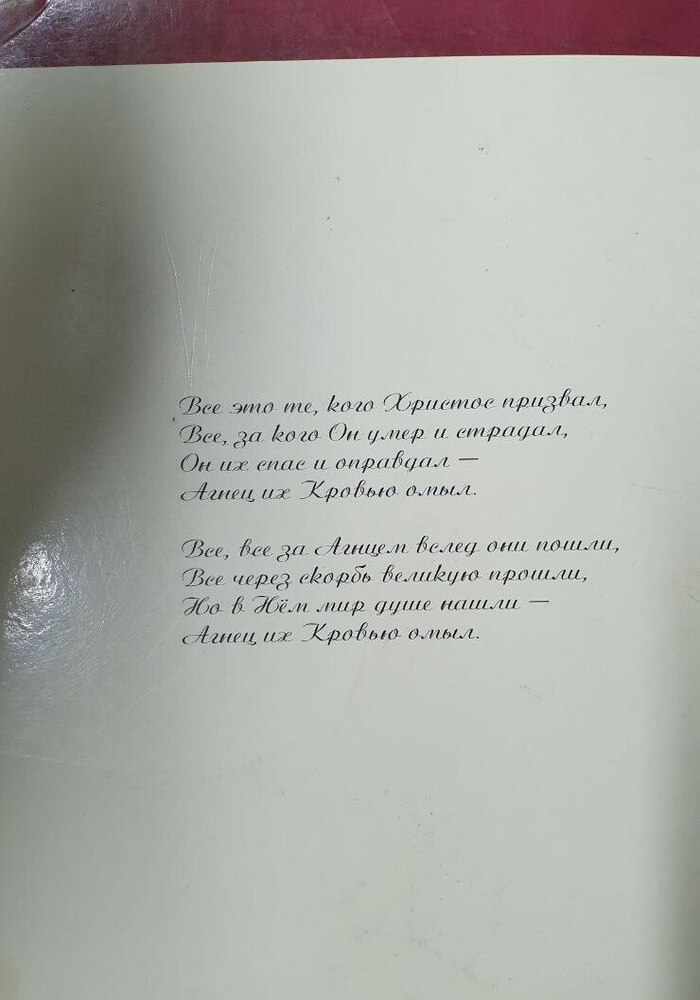 Все это те, кого Христос призвал,
Все, за кого Он умер и страдал,
Он их спас и оправдал —
Агнец их Кровью омыл.
Все, все за Агнцем вслед они пошли,
Все через скорбь великую прошли,
Но в Нём мир душе нашли —
Агнец их Кровью омыл.